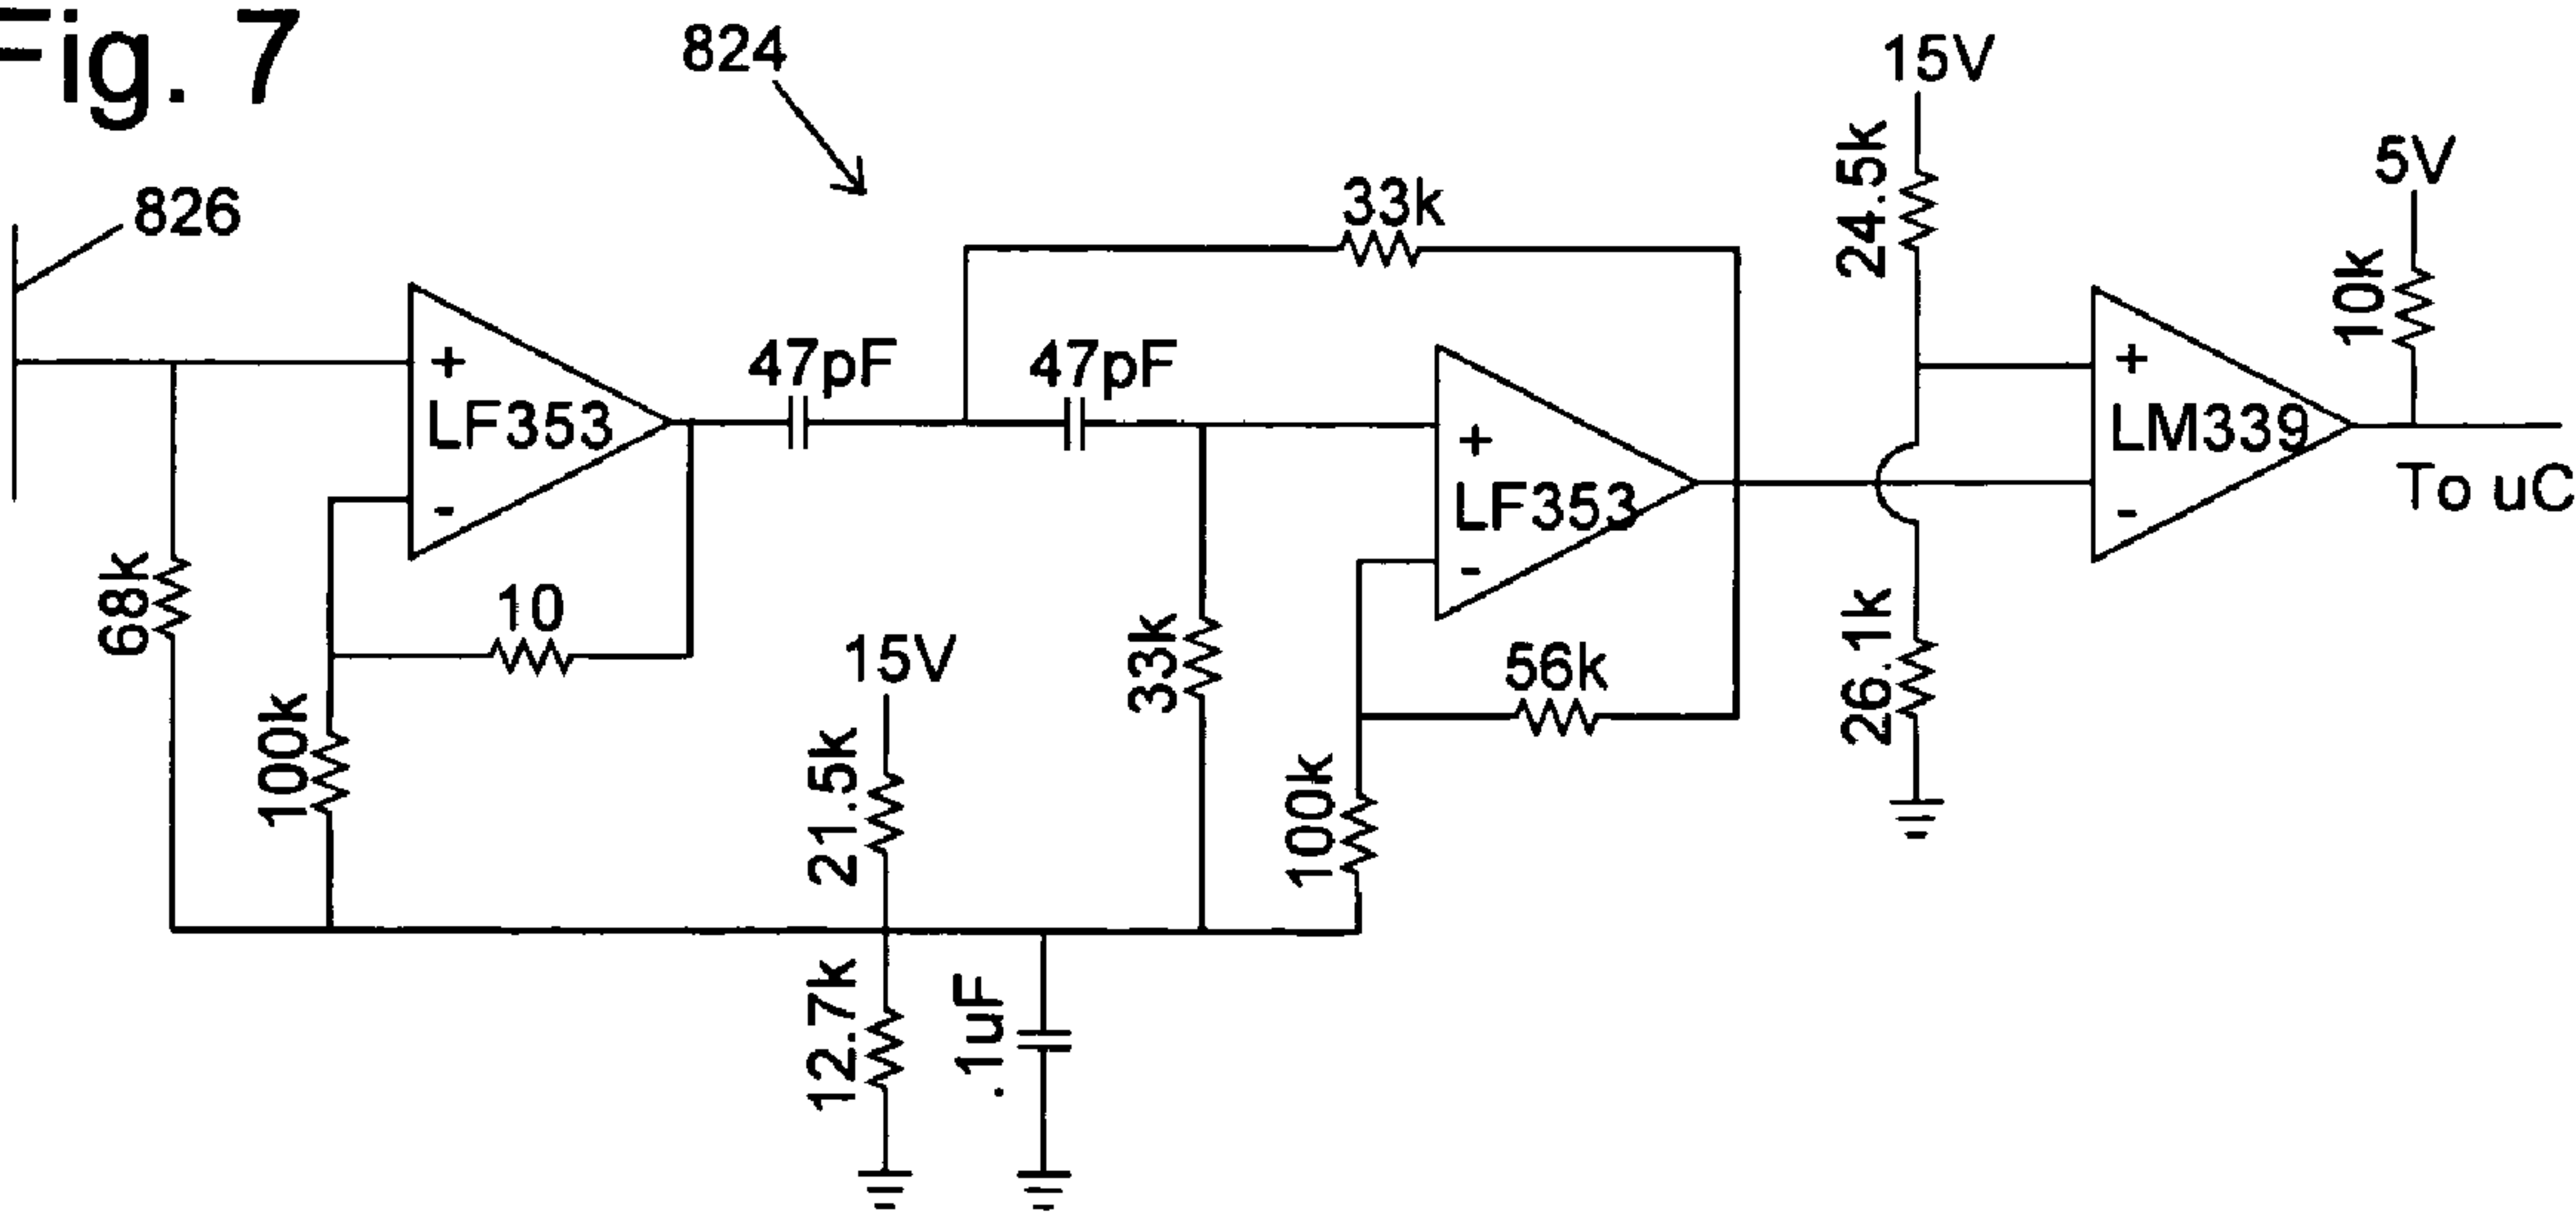 Fig. 7
824
826
15V
24.5k
5V
10k
33k
47pF
47pF
+
LF353
-
+
LF353
-
+
LM339
-
To uC
68k
10
100k
15V
21.5k
33k
56k
100k
26.1k
12.7k
.1uF